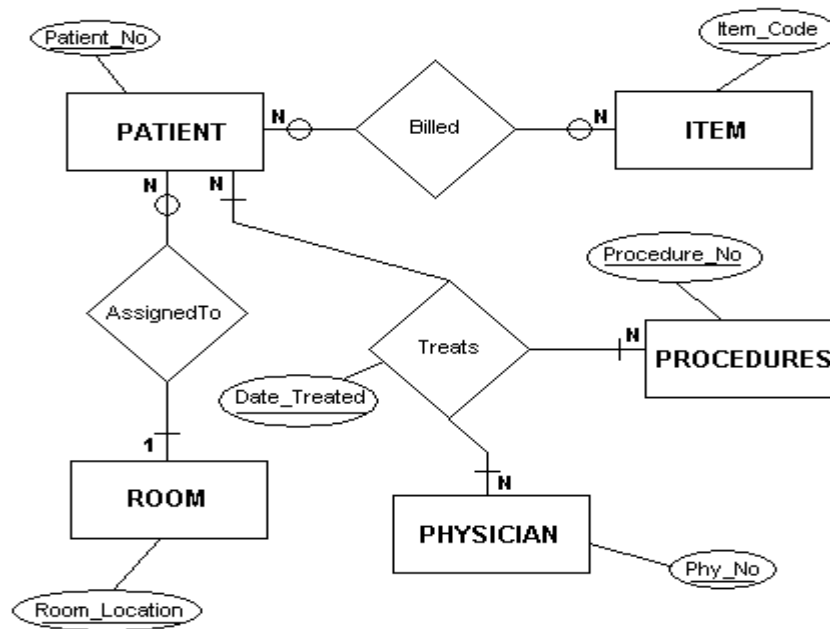 Patient_No
Item_Code
PATIENT
N
Billed
N
ITEM
N
N
Procedure_No
AssignedTo
Treats
N
PROCEDURES
Date_Treated
1
ROOM
N
PHYSICIAN
Phy_No
Room_Location